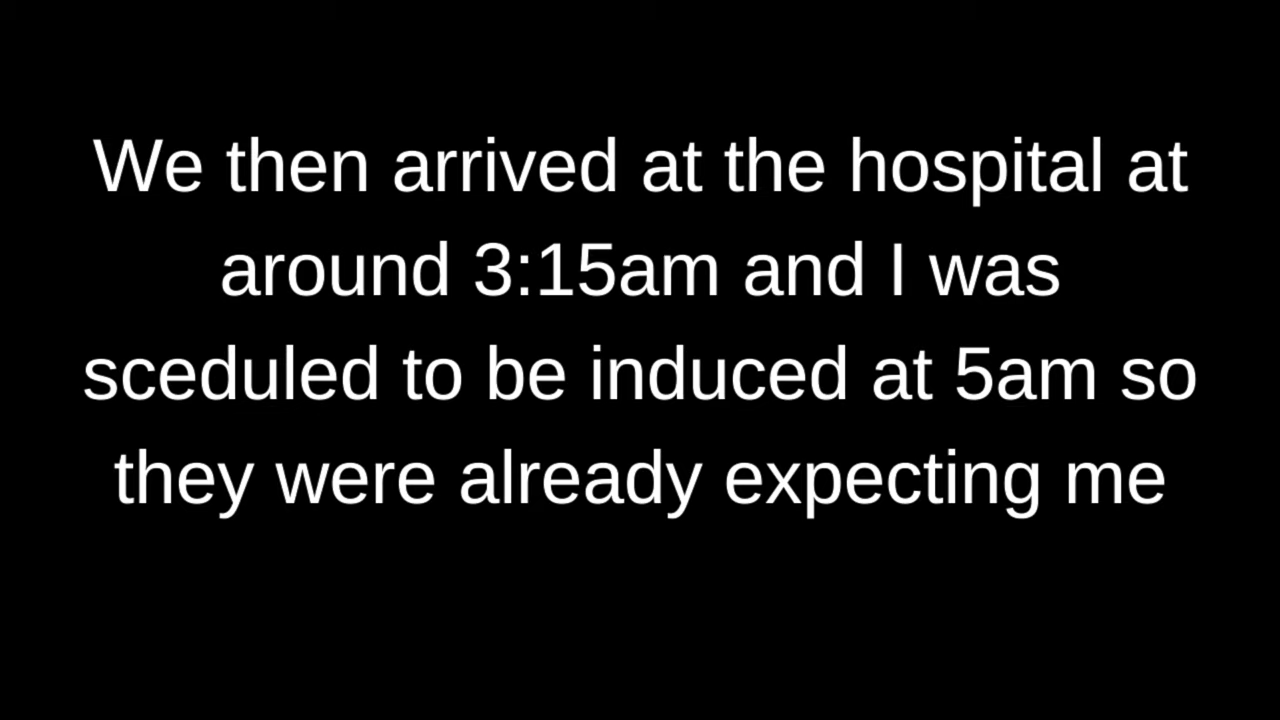 We then arrived at the hospital at
around 3:15am and I was
sceduled to be induced at 5am so
they were already expecting me